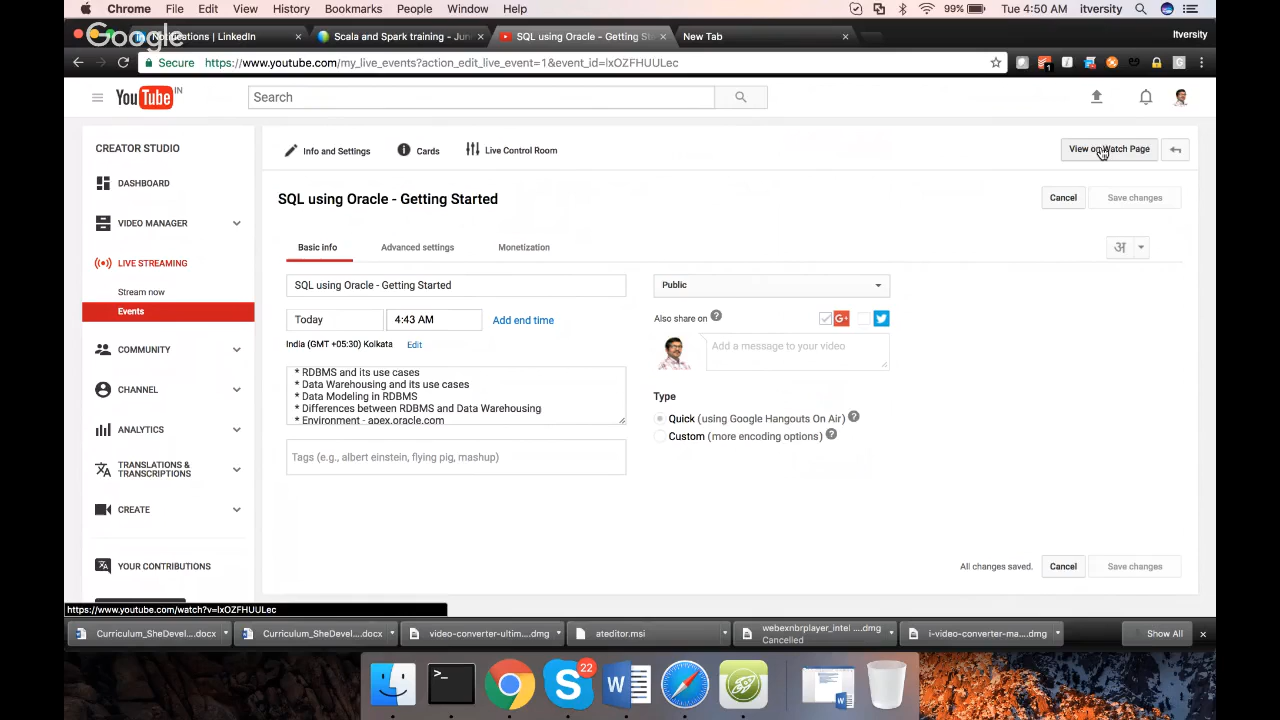 Chrome File Edit View History Bookmarks People Window Help 99% Tue 4:50 AM itversity
Google
Notifications | LinkedIn Scala and Spark training - Jun SQL using Oracle - Getting St New Tab Itversity
Secure https://www.youtube.com/my_live_events?action_edit_live_event=1&event_id=lxOZFHUULec
YouTube IN Search
CREATOR STUDIO
DASHBOARD
VIDEO MANAGER
LIVE STREAMING
Stream now
Events
COMMUNITY
CHANNEL
ANALYTICS
TRANSLATIONS &
TRANSCRIPTIONS
CREATE
YOUR CONTRIBUTIONS
Info and Settings Cards Live Control Room View on Watch Page
SQL using Oracle - Getting Started Cancel Save changes
Basic info Advanced settings Monetization अ
SQL using Oracle - Getting Started
Today 4:43 AM Add end time
India (GMT +05:30) Kolkata Edit
* RDBMS and its use cases
* Data Warehousing and its use cases
* Data Modeling in RDBMS
* Differences between RDBMS and Data Warehousing
* Environment - apex.oracle.com
Tags (e.g., albert einstein, flying pig, mashup)
Public
Also share on ? G+
Add a message to your video
Type
Quick (using Google Hangouts On Air) ?
Custom (more encoding options) ?
All changes saved. Cancel Save changes
https://www.youtube.com/watch?v=lxOZFHUULec
Curriculum_SheDevel....docx Curriculum_SheDevel....docx video-converter-ultim....dmg ateditor.msi webexnbrplayer_intel ....dmg i-video-converter-ma....dmg Show All
Cancelled
22